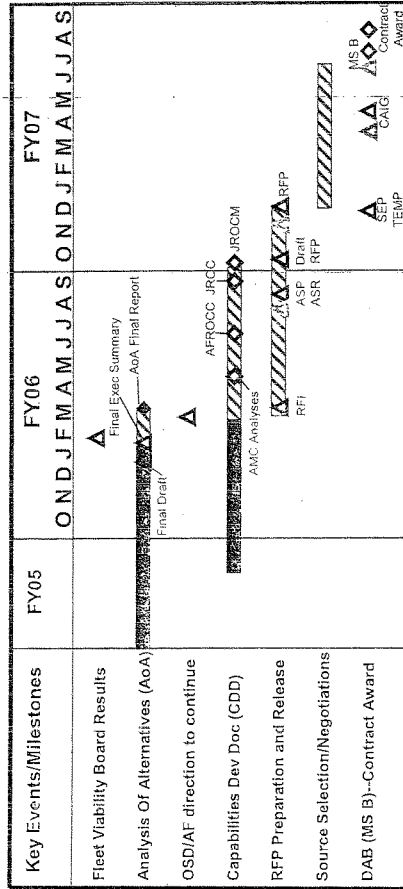 Key Events/Milestones
FY05
FY06
FY07
O N D J F M A M J J A S
O N D J F M A M J J A S
Fleet Viability Board Results
Analysis Of Alternatives (AoA)
Final Draft
Final Exec Summary
AoA Final Report
OSD/AF direction to continue
Capabilities Dev Doc (CDD)
AMC Analyses
AFROCC
JRCC
JROCM
RFP Preparation and Release
RFI
ASP
ASR
Draft
RFP
RFP
Source Selection/Negotiations
DAB (MS B)--Contract Award
SEP
TEMP
CAIG
MS B
Contract
Award